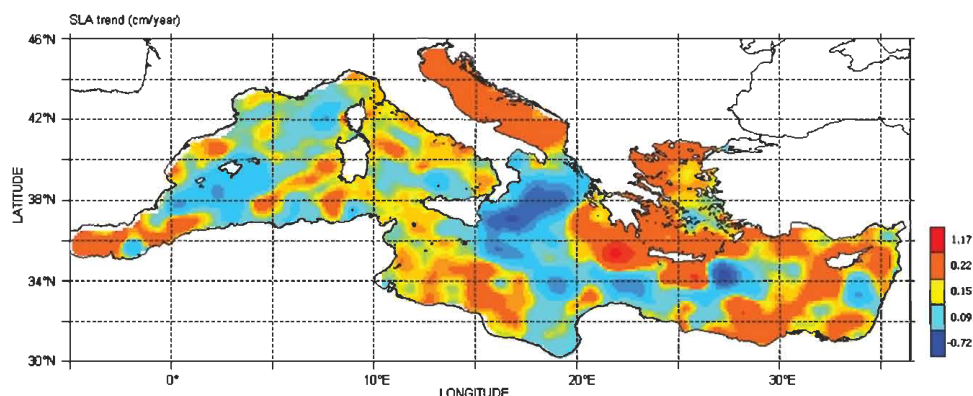 SLA trend (cm/year)
46°N
42°N
38°N
34°N
30°N
LATITUDE
0°
10°E
20°E
30°E
LONGITUDE
1.17
0.22
0.15
0.09
-0.72